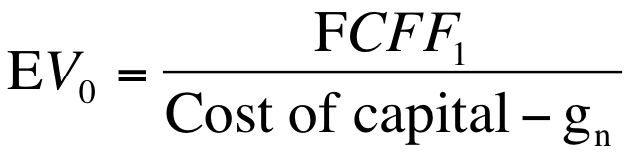 EV₀ = FCFF₁
Cost of capital – gₙ